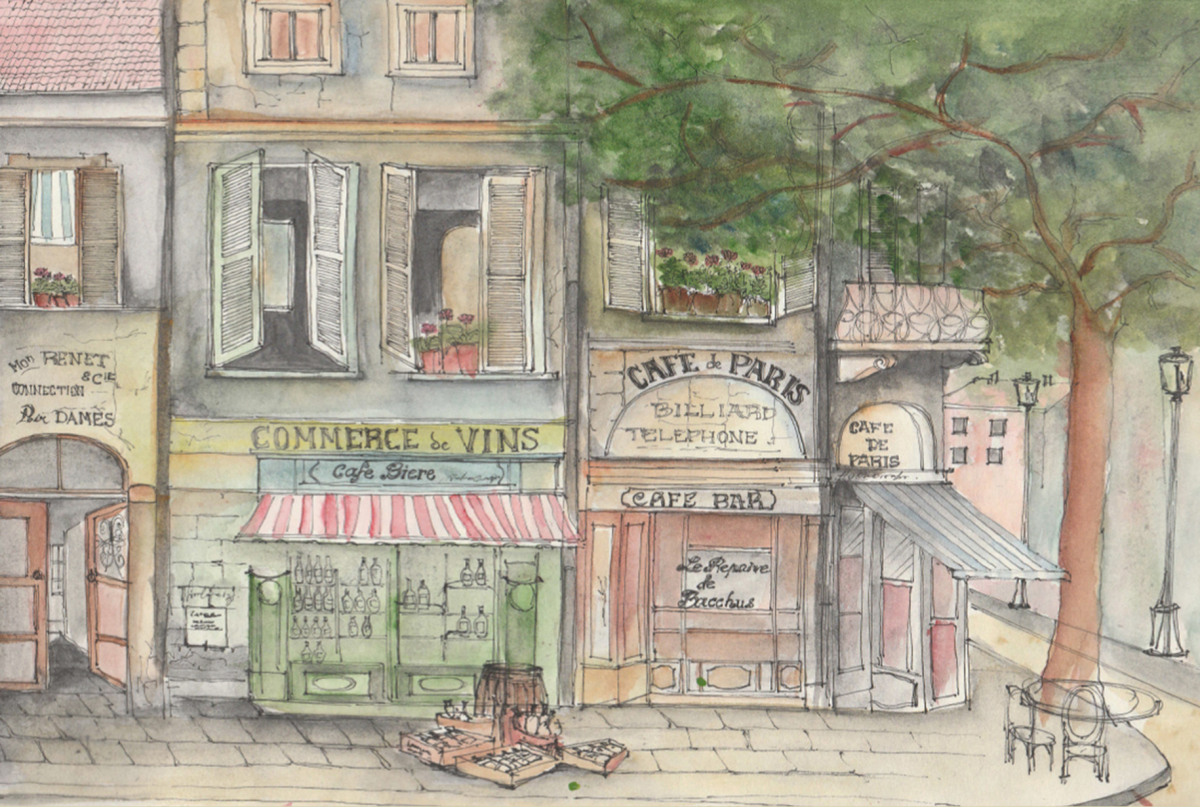 Mon RENET
& CIE
CONNECTION
Pour DAMES
COMMERCE de VINS
Cafe Biere
CAFE de PARIS
BILLIARD
TELEPHONE
(CAFE BAR)
Le Repaire
de
Bacchus
CAFE
DE
PARIS